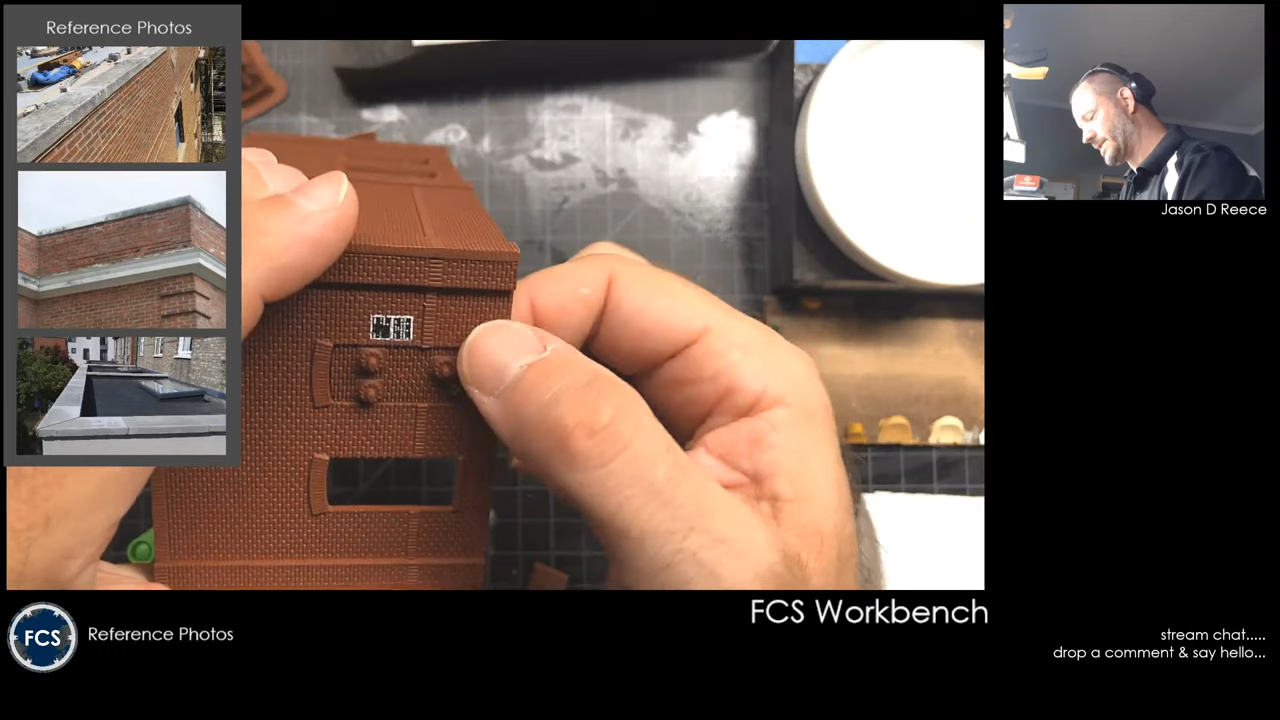 Reference Photos
Jason D Reece
FCS Workbench
FCS
Reference Photos
stream chat.....
drop a comment & say hello...